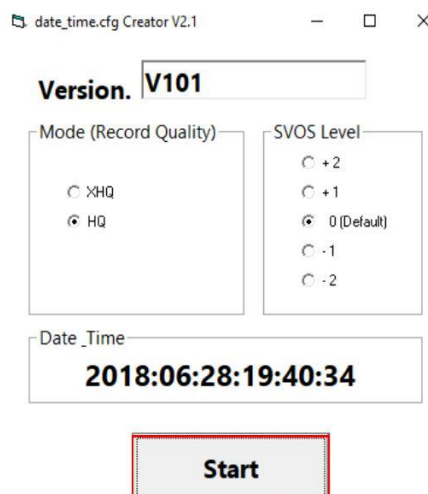 date_time.cfg Creator V2.1
Version. V101
Mode (Record Quality)
XHQ
HQ
SVOS Level
+ 2
+ 1
0 (Default)
- 1
- 2
Date _Time
2018:06:28:19:40:34
Start